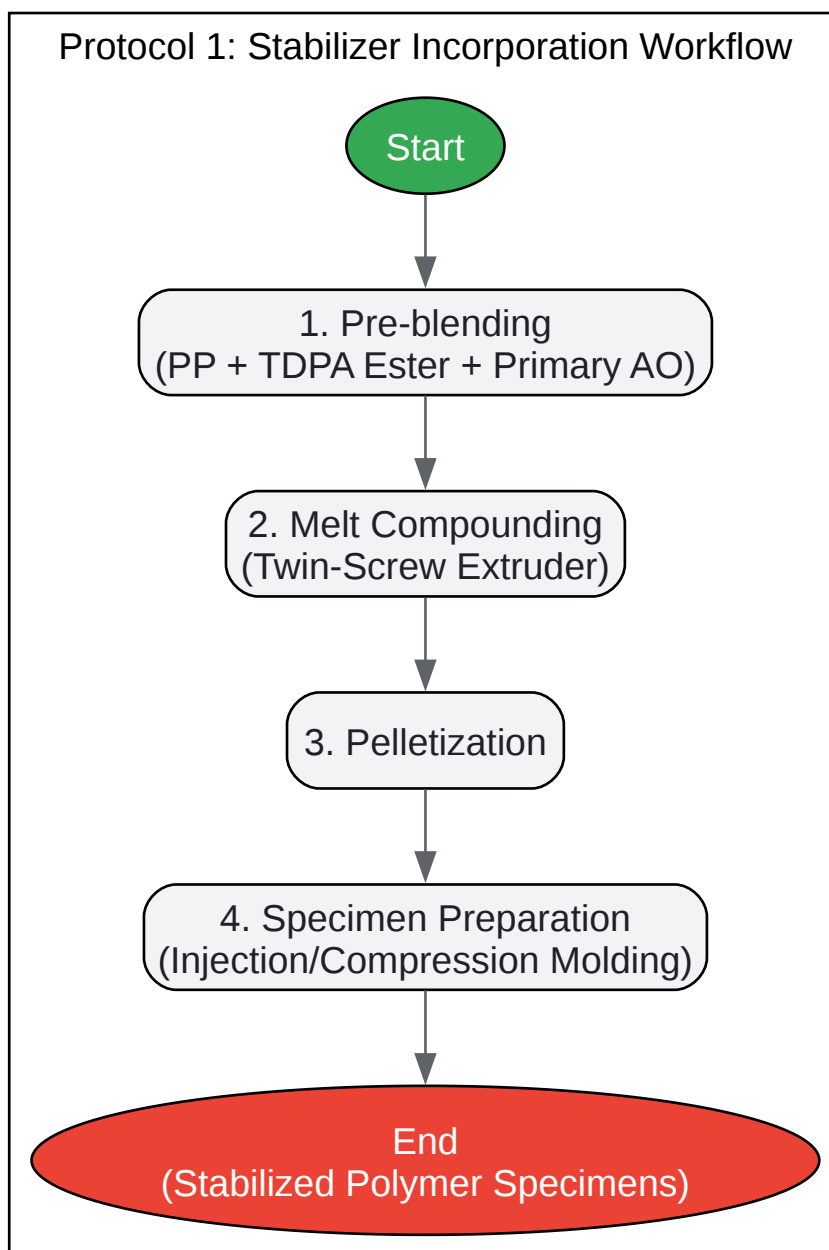 Protocol 1: Stabilizer Incorporation Workflow
Start
1. Pre-blending
(PP + TDPA Ester + Primary AO)
2. Melt Compounding
(Twin-Screw Extruder)
3. Pelletization
4. Specimen Preparation
(Injection/Compression Molding)
End
(Stabilized Polymer Specimens)